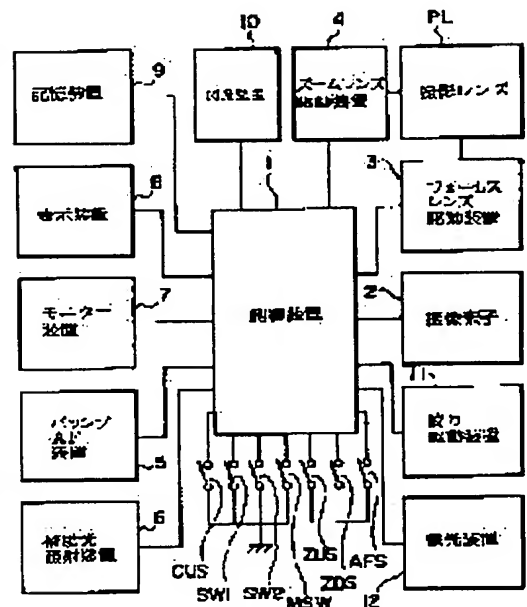 10
4
PL
9
記憶装置
ズームレンズ
駆動装置
撮影レンズ
1
3
8
表示装置
フォーカス
レンズ
駆動装置
7
モニター
装置
制御装置
2
撮像素子
11
パッシブ
AF
装置
5
絞り
駆動装置
6
補助光
照射装置
CUS
SW1
SW2
MSW
ZUS
ZDS
AFS
12